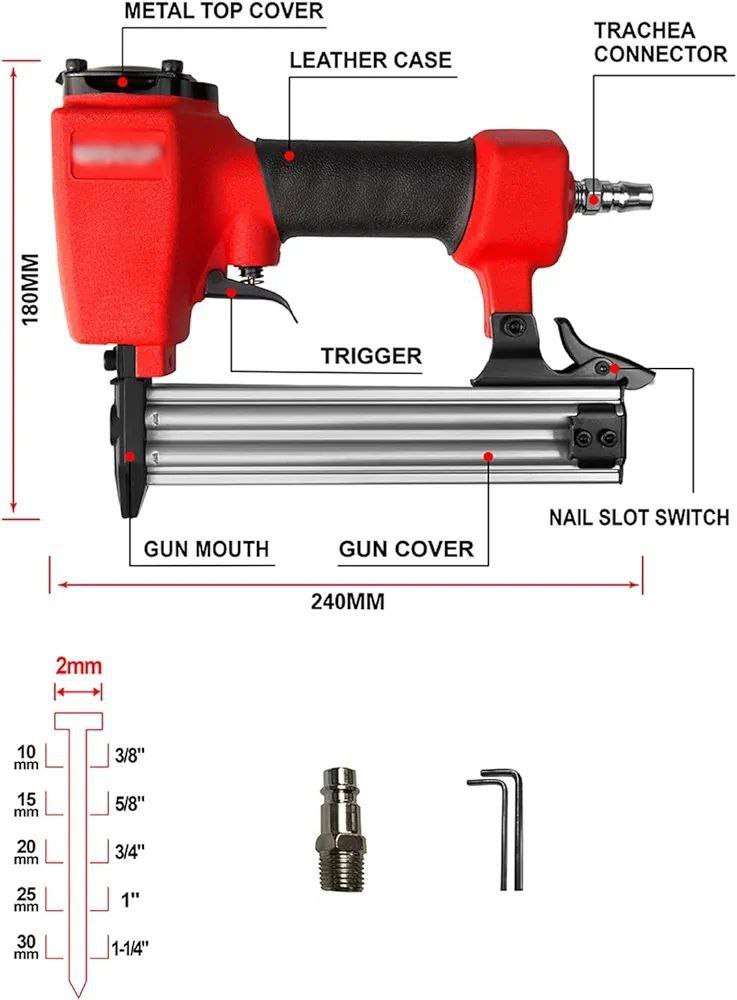 METAL TOP COVER
LEATHER CASE
TRACHEA
CONNECTOR
180MM
TRIGGER
NAIL SLOT SWITCH
GUN MOUTH
GUN COVER
240MM
2mm
10
mm
3/8"
15
mm
5/8"
20
mm
3/4"
25
mm
1"
30
mm
1-1/4"